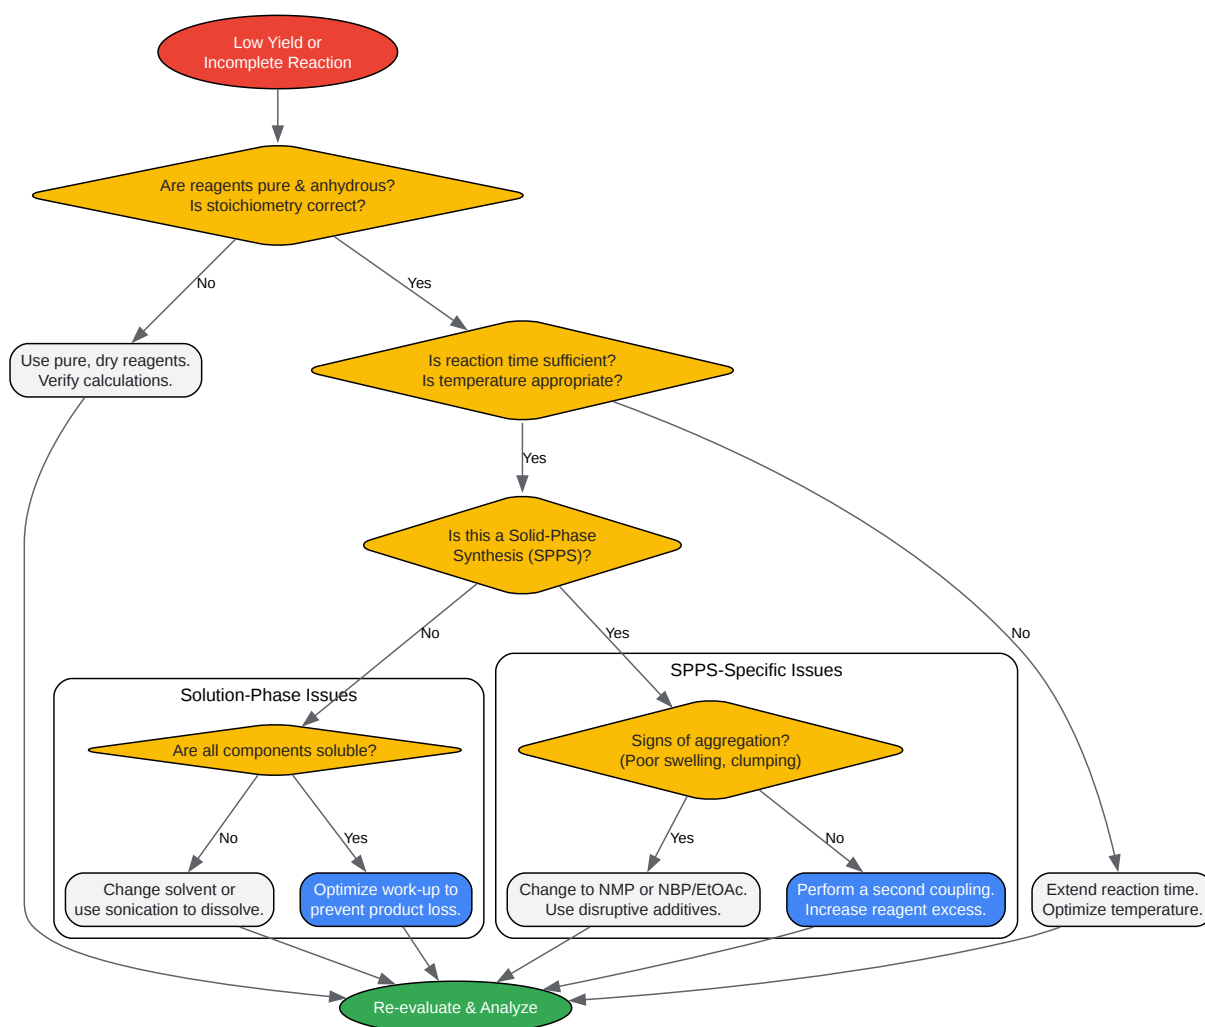 Low Yield or
Incomplete Reaction
Are reagents pure & anhydrous?
Is stoichiometry correct?
No
Yes
Use pure, dry reagents.
Verify calculations.
Is reaction time sufficient?
Is temperature appropriate?
Yes
No
Is this a Solid-Phase
Synthesis (SPPS)?
No
Yes
Solution-Phase Issues
Are all components soluble?
No
Yes
Change solvent or
use sonication to dissolve.
Optimize work-up to
prevent product loss.
SPPS-Specific Issues
Signs of aggregation?
(Poor swelling, clumping)
Yes
No
Change to NMP or NBP/EtOAc.
Use disruptive additives.
Perform a second coupling.
Increase reagent excess.
Extend reaction time.
Optimize temperature.
Re-evaluate & Analyze